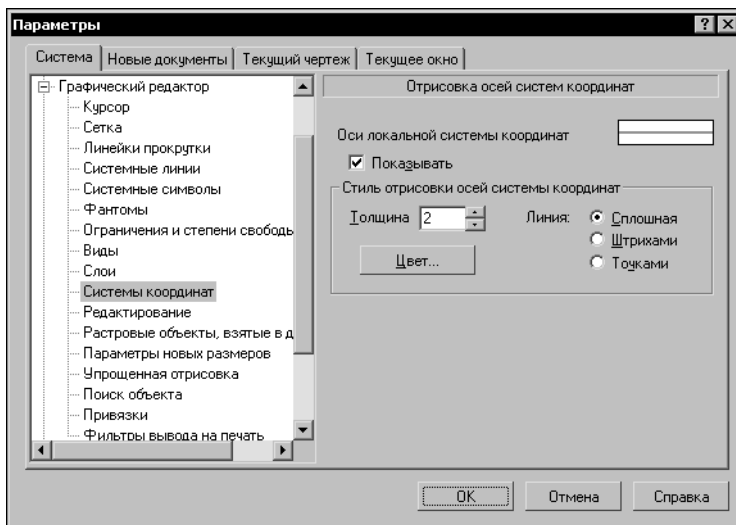 Параметры
Система Новые документы Текущий чертеж Текущее окно
Графический редактор
Курсор
Сетка
Линейки прокрутки
Системные линии
Системные символы
Фантомы
Ограничения и степени свободы
Виды
Слои
Системы координат
Редактирование
Растровые объекты, взятые в д
Параметры новых размеров
Упрощенная отрисовка
Поиск объекта
Привязки
Фильтры вывода на печать
Отрисовка осей систем координат
Оси локальной системы координат
Показывать
Стиль отрисовки осей системы координат
Толщина 2 Линия: Сплошная
Штрихами
Точками
Цвет...
OK Отмена Справка